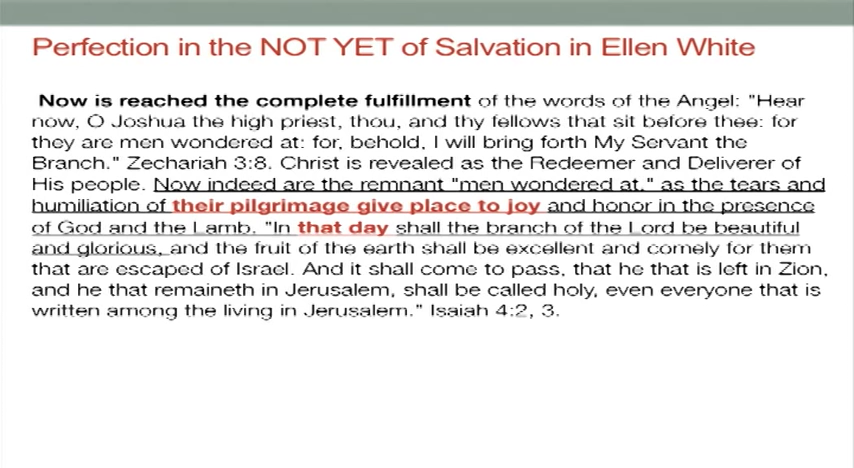 Perfection in the NOT YET of Salvation in Ellen White
Now is reached the complete fulfillment of the words of the Angel: "Hear
now, O Joshua the high priest, thou, and thy fellows that sit before thee: for
they are men wondered at: for, behold, I will bring forth My Servant the
Branch." Zechariah 3:8. Christ is revealed as the Redeemer and Deliverer of
His people. Now indeed are the remnant "men wondered at," as the tears and
humiliation of their pilgrimage give place to joy and honor in the presence
of God and the Lamb. "In that day shall the branch of the Lord be beautiful
and glorious, and the fruit of the earth shall be excellent and comely for them
that are escaped of Israel. And it shall come to pass, that he that is left in Zion,
and he that remaineth in Jerusalem, shall be called holy, even everyone that is
written among the living in Jerusalem." Isaiah 4:2, 3.